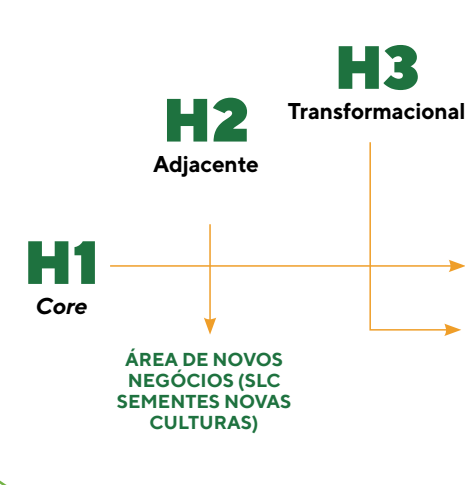 H3
Transformacional
H2
Adjacente
H1
Core
ÁREA DE NOVOS
NEGÓCIOS (SLC
SEMENTES NOVAS
CULTURAS)